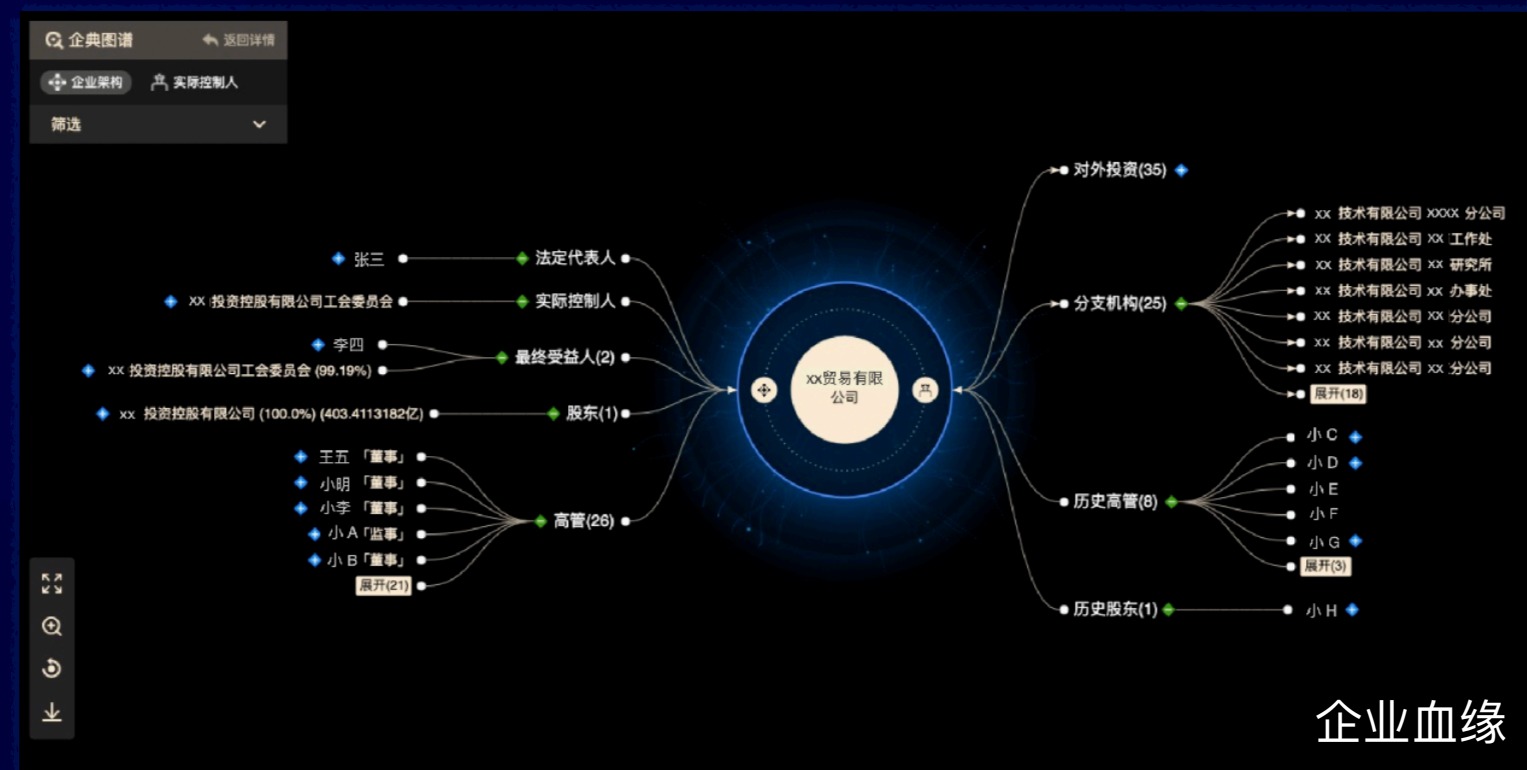 企典图谱
返回详情
企业架构
实际控制人
筛选
张三
法定代表人
xx 投资控股有限公司工会委员会
实际控制人
李四
xx 投资控股有限公司工会委员会 (99.19%)
最终受益人(2)
xx 投资控股有限公司 (100.0%) (403.4113182亿)
股东(1)
王五 「董事」
小明 「董事」
小李 「董事」
小 A「监事」
小 B「董事」
展开(21)
高管(26)
xx贸易有限
公司
对外投资(35)
分支机构(25)
xx 技术有限公司 xxxx 分公司
xx 技术有限公司 xx 工作处
xx 技术有限公司 xx 研究所
xx 技术有限公司 xx 办事处
xx 技术有限公司 xx 分公司
xx 技术有限公司 xx 分公司
xx 技术有限公司 xx 分公司
展开(18)
历史高管(8)
小 C
小 D
小 E
小 F
小 G
展开(3)
历史股东(1)
小 H
企业血缘